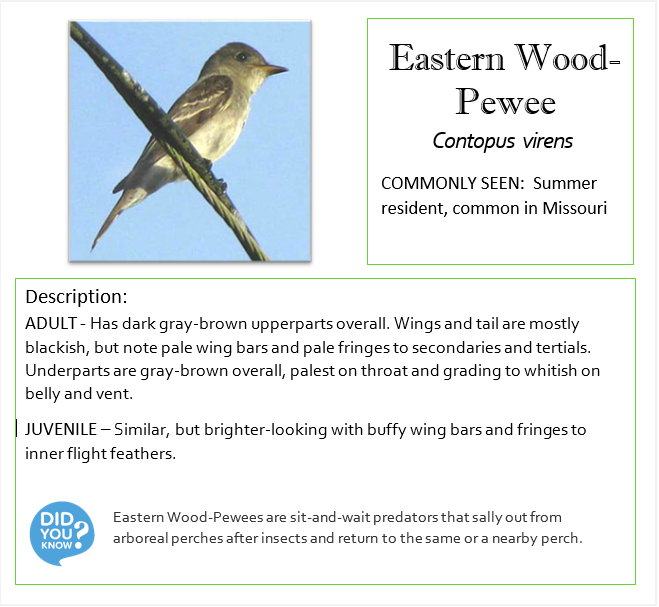 Eastern Wood-
Pewee
Contopus virens
COMMONLY SEEN: Summer
resident, common in Missouri
Description:
ADULT - Has dark gray-brown upperparts overall. Wings and tail are mostly
blackish, but note pale wing bars and pale fringes to secondaries and tertials.
Underparts are gray-brown overall, palest on throat and grading to whitish on
belly and vent.
JUVENILE – Similar, but brighter-looking with buffy wing bars and fringes to
inner flight feathers.
DID
YOU
KNOW?
Eastern Wood-Pewees are sit-and-wait predators that sally out from
arboreal perches after insects and return to the same or a nearby perch.